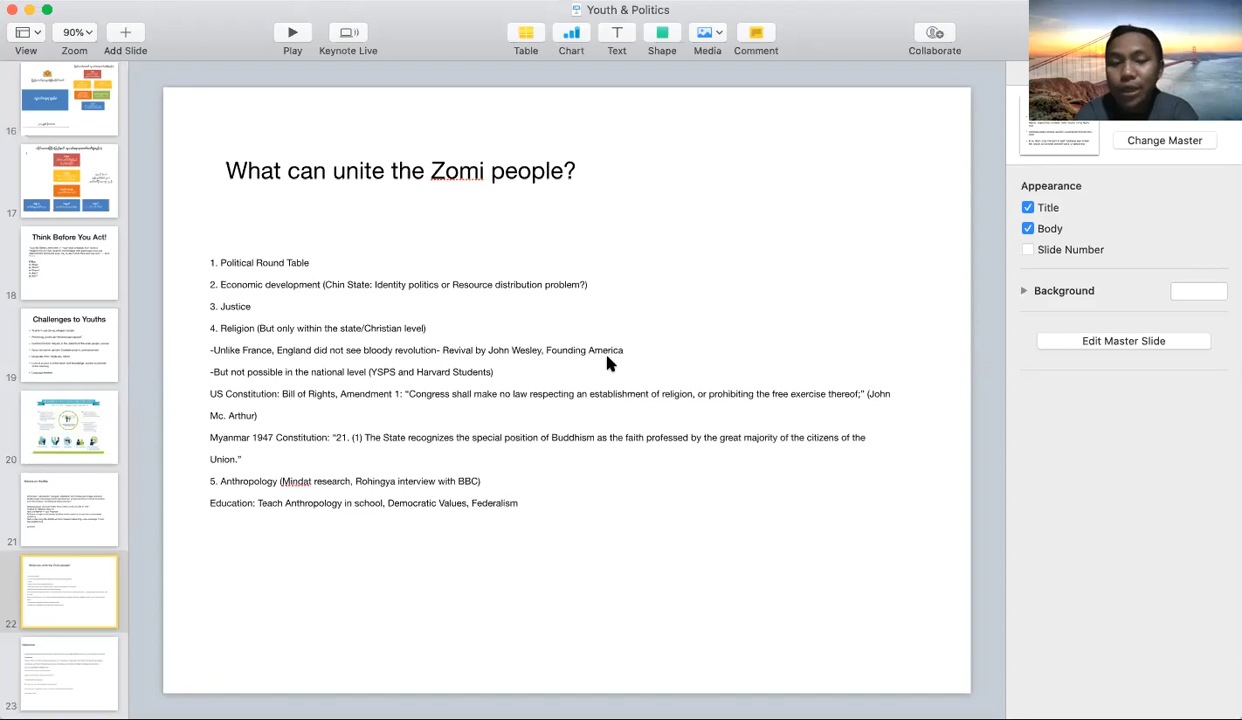 Youth & Politics
90%
View
Zoom
Add Slide
Play
Keynote Live
Table
Chart
Text
Shape
Media
Comment
Collaborate
16
17
Think Before You Act!
18
Challenges to Youths
19
20
21
22
23
What can unite the Zomi people?
1. Political Round Table
2. Economic development (Chin State: Identity politics or Resource distribution problem?)
3. Justice
4. Religion (But only within the state/Christian level)
-Unlike France, England did not see bloody revolution- Revival by John Wesley, Founding America
-But not possible in the national level (YSPS and Harvard Students)
US Constitution: Bill of Rights, Amendment 1: “Congress shall make no law respecting an establishment of religion, or prohibiting the free exercise thereof;” (John
Mc. Arthur)
Myanmar 1947 Constitution: “21. (1) The State recognizes the special position of Buddhism as the faith professed by the great majority of the citizens of the
Union.”
5. Anthropology (Mindat research, Rohingya interview with BBC)
Education: Teach Anthropology in school, Democratic Values, Federalism
Change Master
Appearance
Title
Body
Slide Number
Background
Edit Master Slide